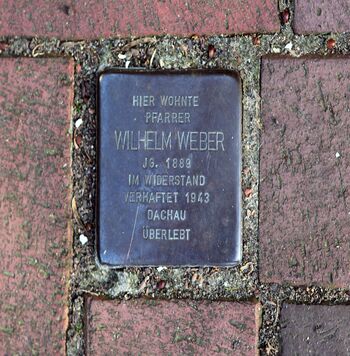 HIER WOHNTE
PFARRER
WILHELM WEBER
JG. 1889
IM WIDERSTAND
VERHAFTET 1943
DACHAU
ÜBERLEBT